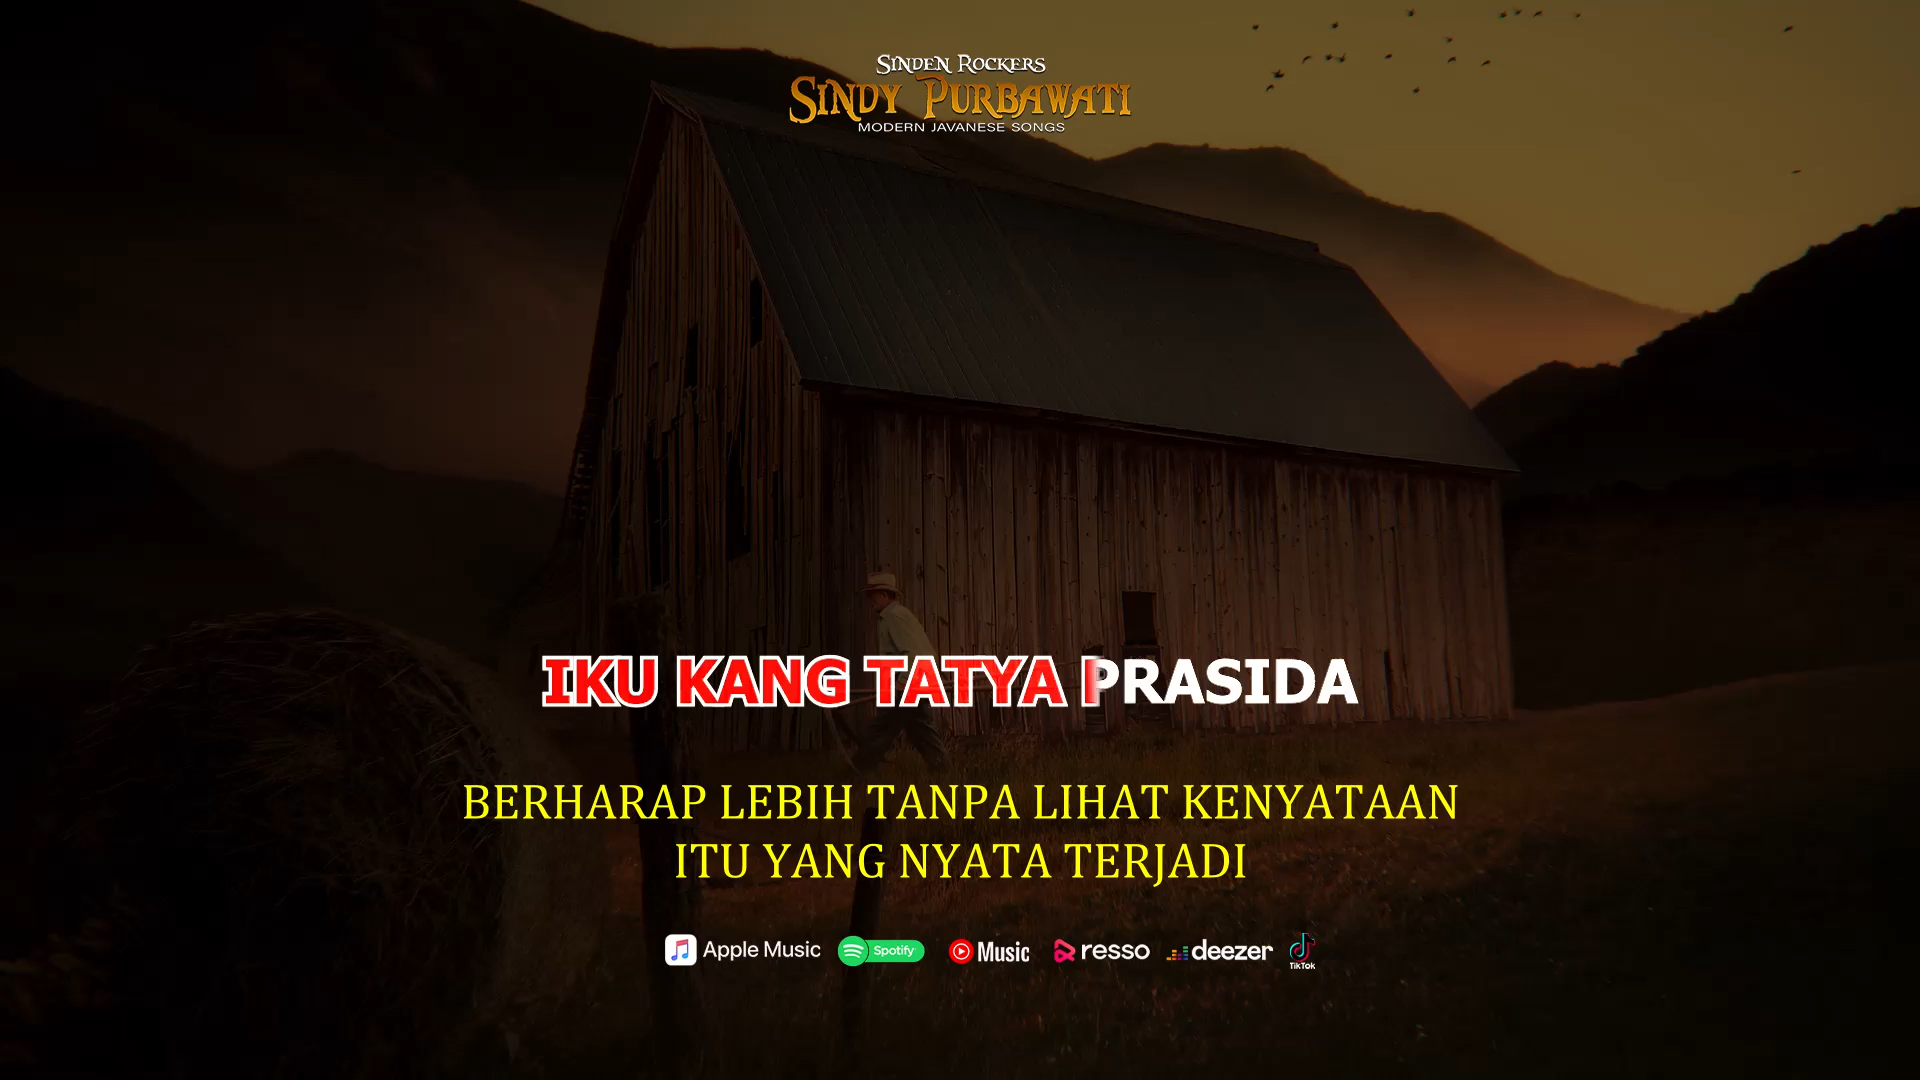 SINDEN ROCKERS
SINDY PURBAWATI
MODERN JAVANESE SONGS
IKU KANG TATYA PRASIDA
BERHARAP LEBIH TANPA LIHAT KENYATAAN
ITU YANG NYATA TERJADI
Apple Music Spotify Music resso deezer TikTok